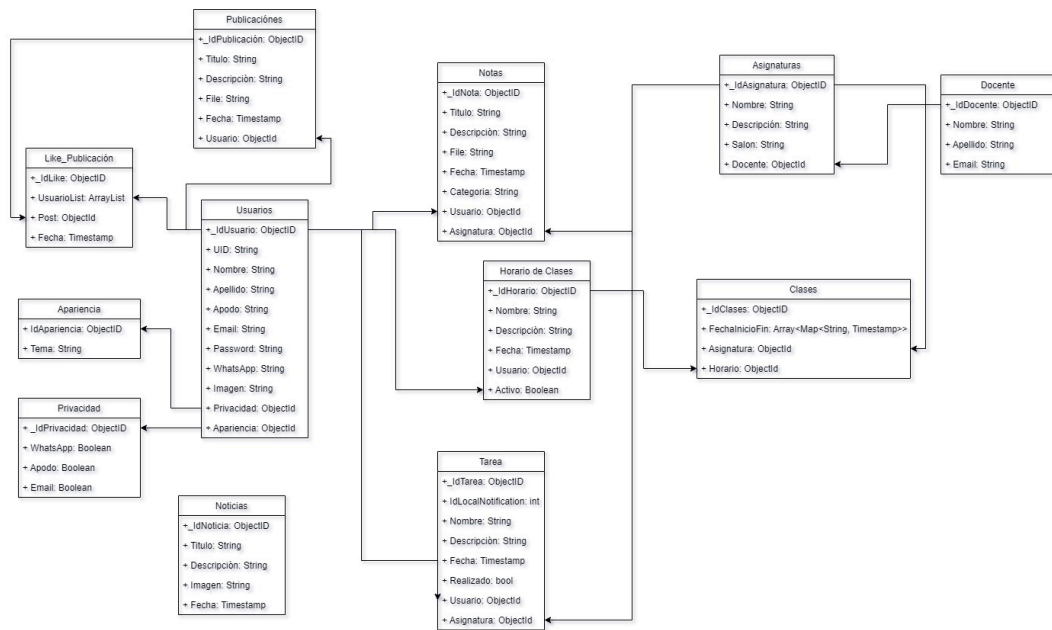 Publicaciónes
+_IdPublicación: ObjectID
+ Titulo: String
+ Descripciòn: String
+ File: String
+ Fecha: Timestamp
+ Usuario: ObjectId
Like_Publicación
+_IdLike: ObjectID
+ UsuarioList: ArrayList
+ Post: ObjectId
+ Fecha: Timestamp
Usuarios
+_IdUsuario: ObjectID
+ UID: String
+ Nombre: String
+ Apellido: String
+ Apodo: String
+ Email: String
+ Password: String
+ WhatsApp: String
+ Imagen: String
+ Privacidad: ObjectId
+ Apariencia: ObjectId
Apariencia
+ IdApariencia: ObjectID
+ Tema: String
Privacidad
+ _IdPrivacidad: ObjectID
+ WhatsApp: Boolean
+ Apodo: Boolean
+ Email: Boolean
Noticias
+_IdNoticia: ObjectID
+ Titulo: String
+ Descripciòn: String
+ Imagen: String
+ Fecha: Timestamp
Notas
+_IdNota: ObjectID
+ Titulo: String
+ Descripciòn: String
+ File: String
+ Fecha: Timestamp
+ Categoria: String
+ Usuario: ObjectId
+ Asignatura: ObjectId
Horario de Clases
+_IdHorario: ObjectID
+ Nombre: String
+ Descripciòn: String
+ Fecha: Timestamp
+ Usuario: ObjectId
+ Activo: Boolean
Tarea
+_IdTarea: ObjectID
+ IdLocalNotification: int
+ Nombre: String
+ Descripciòn: String
+ Fecha: Timestamp
+ Realizado: bool
+ Usuario: ObjectId
+ Asignatura: ObjectId
Asignaturas
+_IdAsignatura: ObjectID
+ Nombre: String
+ Descripciòn: String
+ Salon: String
+ Docente: ObjectId
Docente
+_IdDocente: ObjectID
+ Nombre: String
+ Apellido: String
+ Email: String
Clases
+_IdClases: ObjectID
+ FechaInicioFin: Array<Map<String, Timestamp>>
+ Asignatura: ObjectId
+ Horario: ObjectId